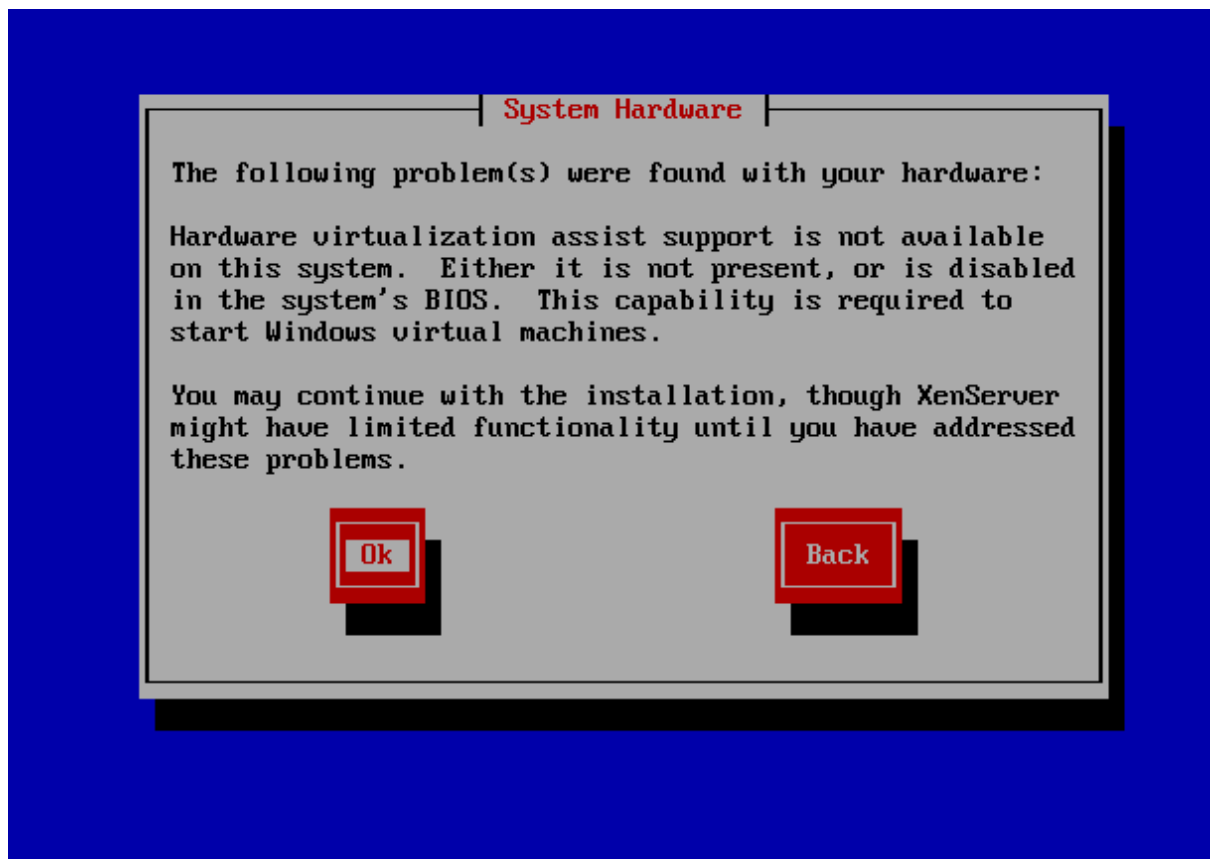 System Hardware
The following problem(s) were found with your hardware:
Hardware virtualization assist support is not available
on this system.  Either it is not present, or is disabled
in the system's BIOS.  This capability is required to
start Windows virtual machines.
You may continue with the installation, though XenServer
might have limited functionality until you have addressed
these problems.
Ok
Back